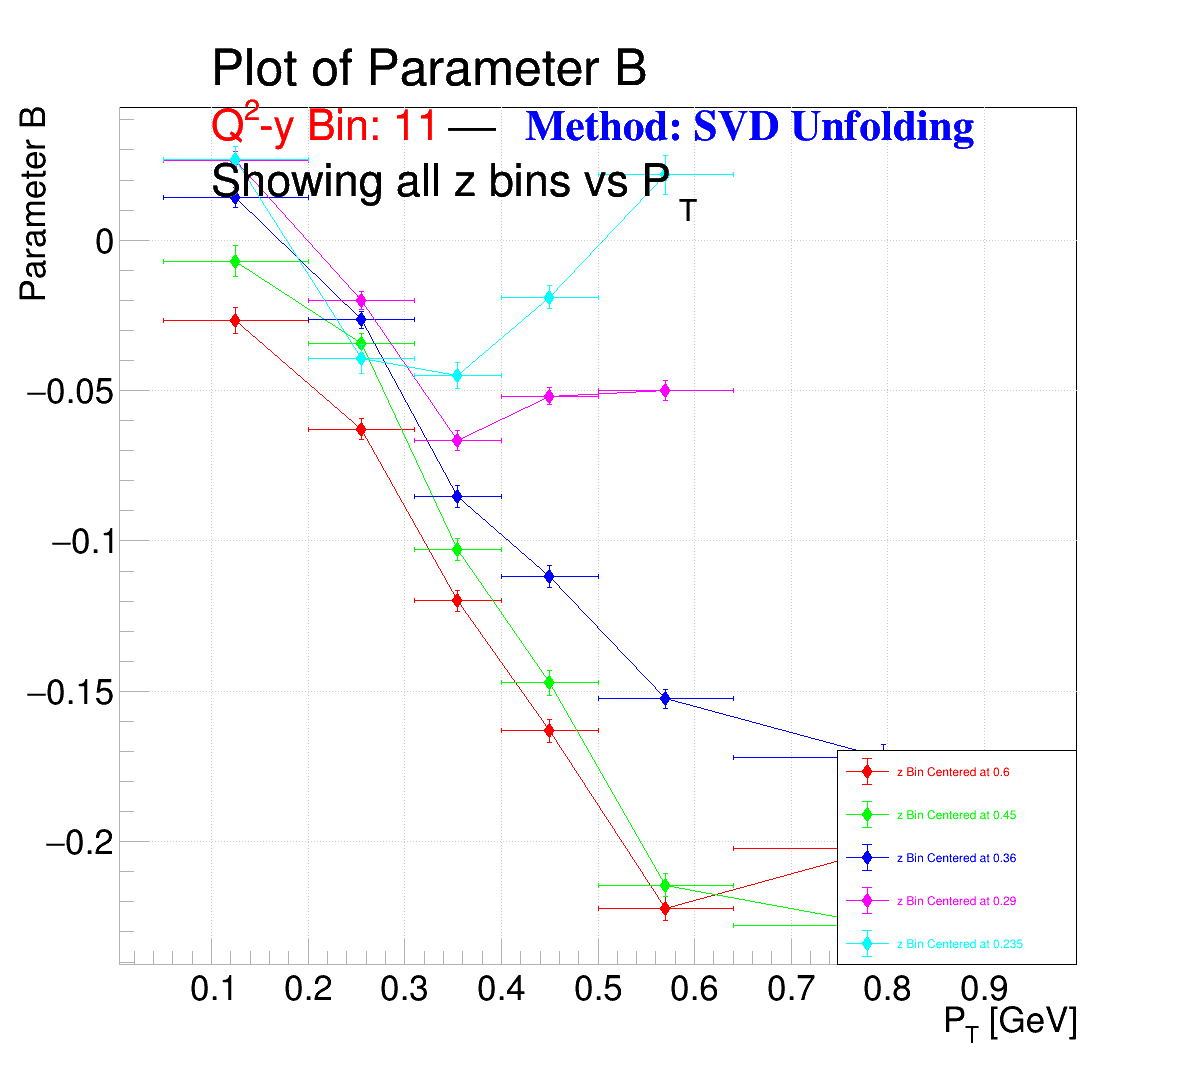 Plot of Parameter B
Q²-y Bin: 11 — Method: SVD Unfolding
Showing all z bins vs P_T
Parameter B
0
−0.05
−0.1
−0.15
−0.2
z Bin Centered at 0.6
z Bin Centered at 0.45
z Bin Centered at 0.36
z Bin Centered at 0.29
z Bin Centered at 0.235
0.1 0.2 0.3 0.4 0.5 0.6 0.7 0.8 0.9
P_T [GeV]